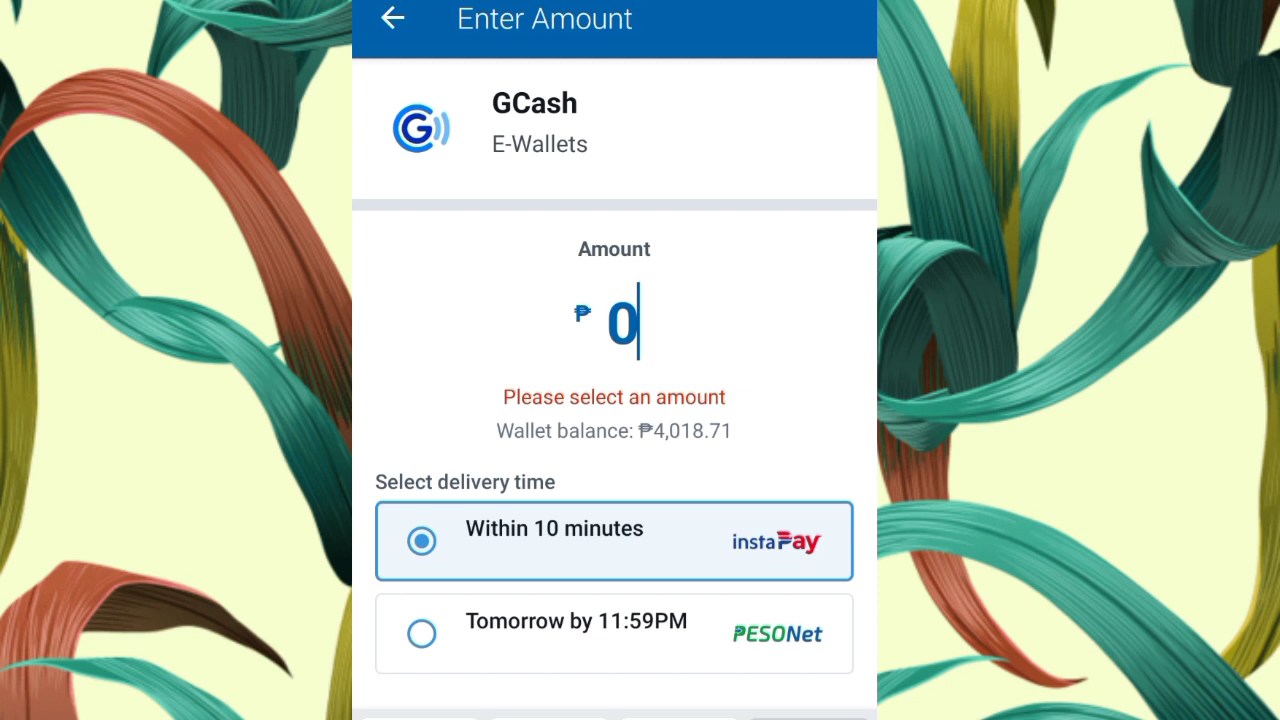 Enter Amount
GCash
E-Wallets
Amount
₱ 0
Please select an amount
Wallet balance: ₱4,018.71
Select delivery time
Within 10 minutes
instaPay
Tomorrow by 11:59PM
PESONet